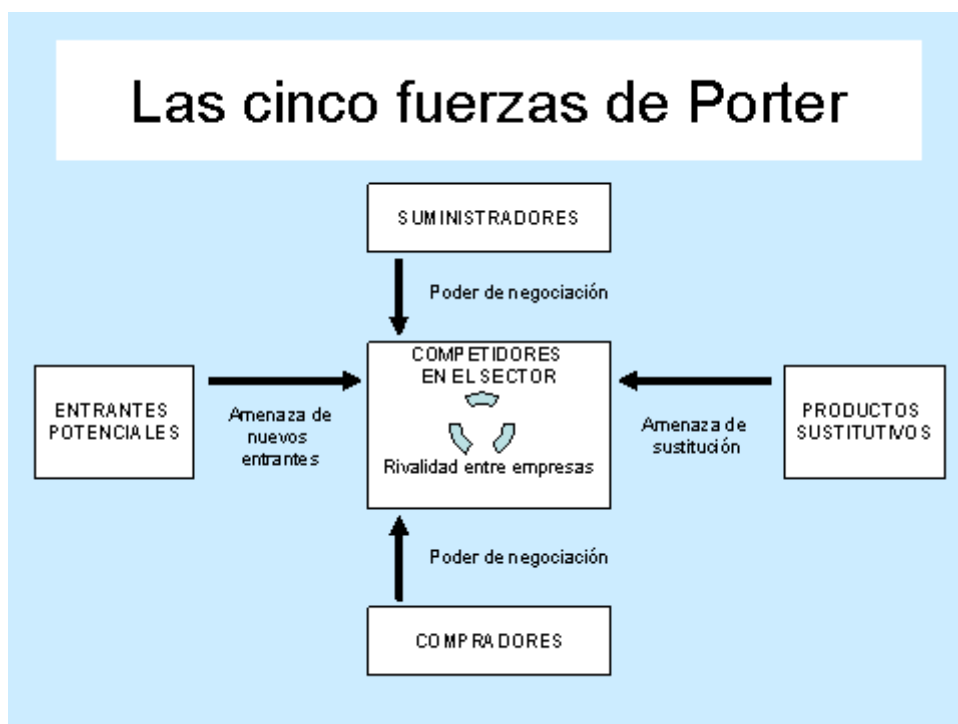 Las cinco fuerzas de Porter
SUMINISTRADORES
Poder de negociación
COMPETIDORES
EN EL SECTOR
Rivalidad entre empresas
ENTRANTES
POTENCIALES
Amenaza de
nuevos
entrantes
Amenaza de
sustitución
PRODUCTOS
SUSTITUTIVOS
Poder de negociación
COMPRADORES